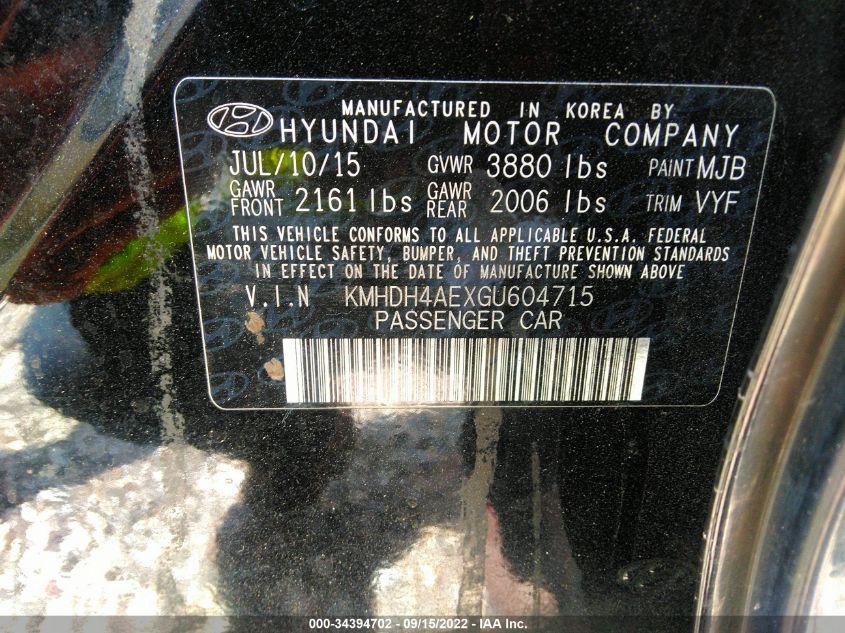 MANUFACTURED IN KOREA BY
HYUNDAI MOTOR COMPANY
JUL/10/15 GVWR 3880 lbs PAINT MJB
GAWR FRONT 2161 lbs GAWR REAR 2006 lbs TRIM VYF
THIS VEHICLE CONFORMS TO ALL APPLICABLE U.S.A. FEDERAL
MOTOR VEHICLE SAFETY, BUMPER, AND THEFT PREVENTION STANDARDS
IN EFFECT ON THE DATE OF MANUFACTURE SHOWN ABOVE
V.I.N KMHDH4AEXGU604715
PASSENGER CAR
000-34394702 - 09/15/2022 - IAA Inc.